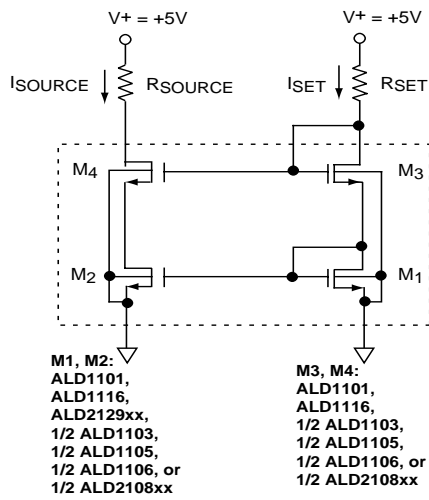 V+ = +5V
V+ = +5V
ISOURCE
RSOURCE
ISET
RSET
M4
M3
M2
M1
M1, M2:
ALD1101,
ALD1116,
ALD2129xx,
1/2 ALD1103,
1/2 ALD1105,
1/2 ALD1106, or
1/2 ALD2108xx
M3, M4:
ALD1101,
ALD1116,
1/2 ALD1103,
1/2 ALD1105,
1/2 ALD1106, or
1/2 ALD2108xx